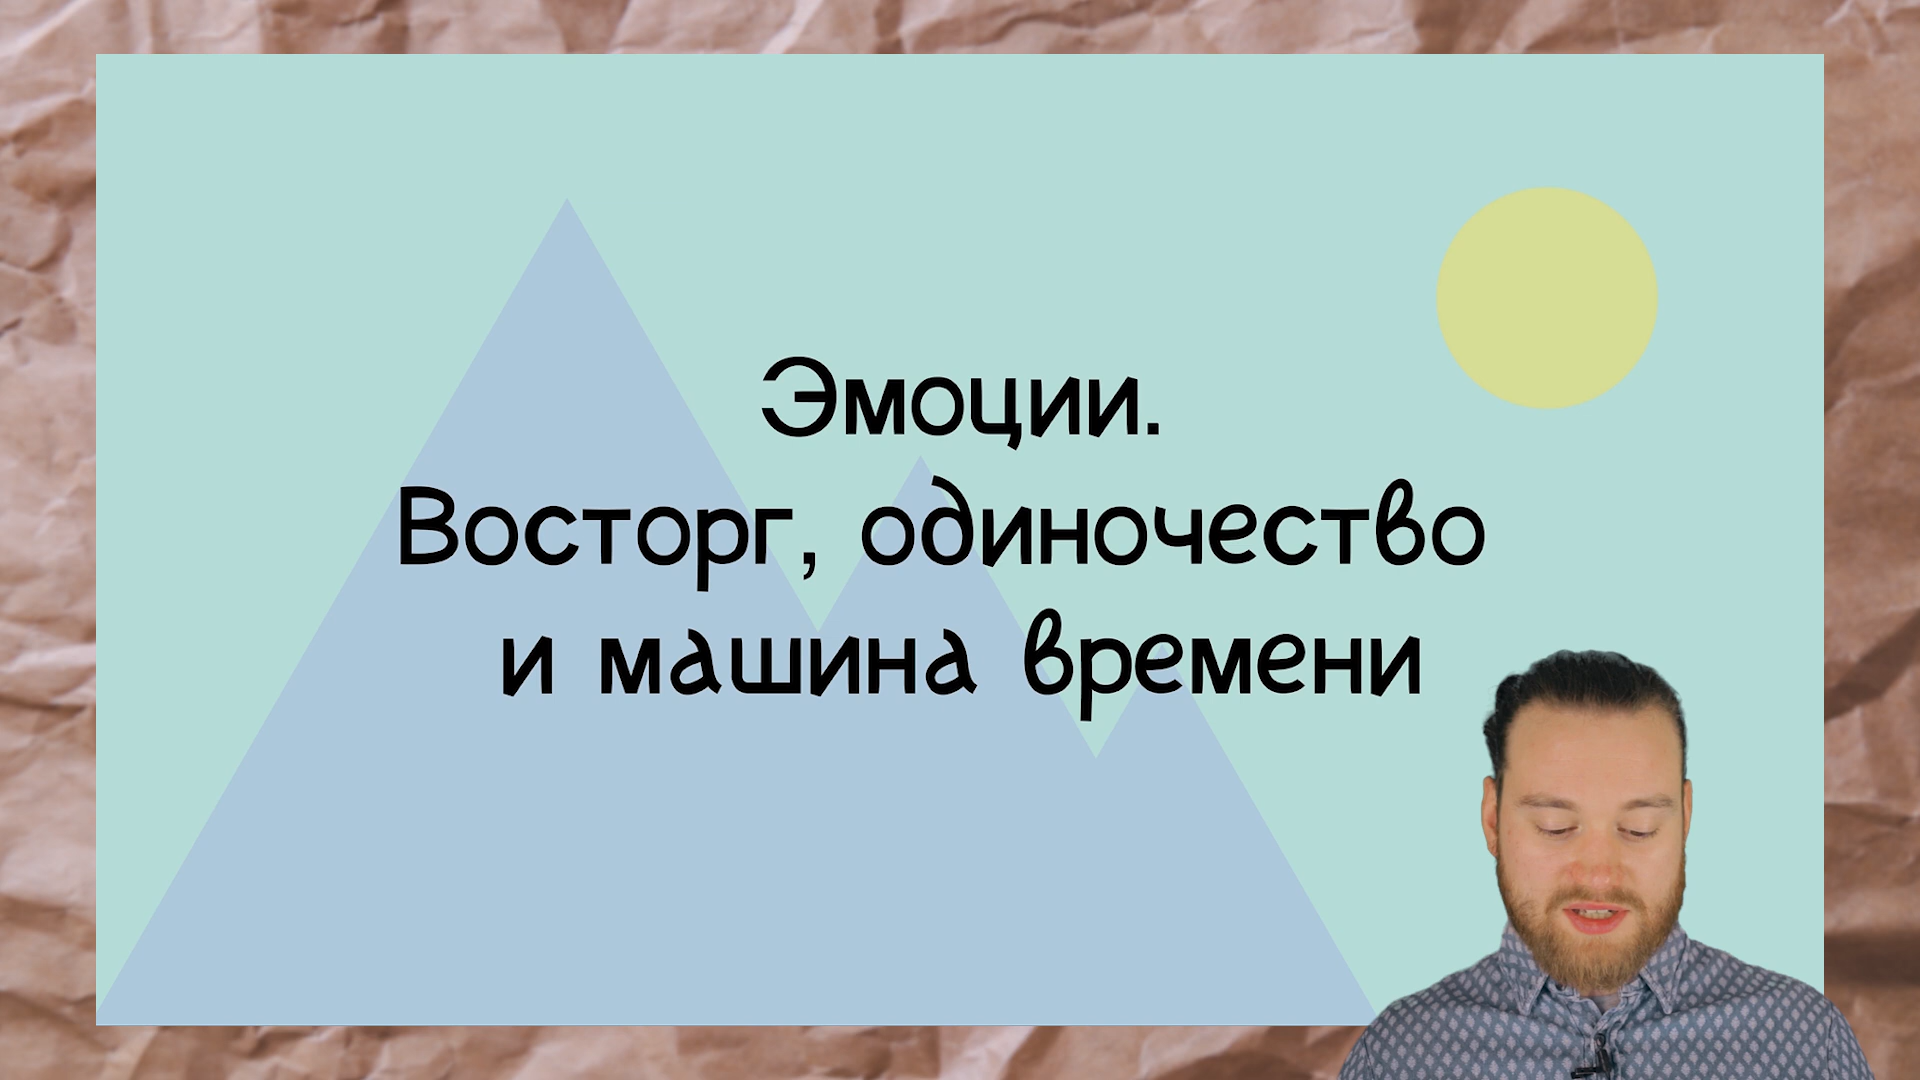 Эмоции.
Восторг, одиночество
и машина времени